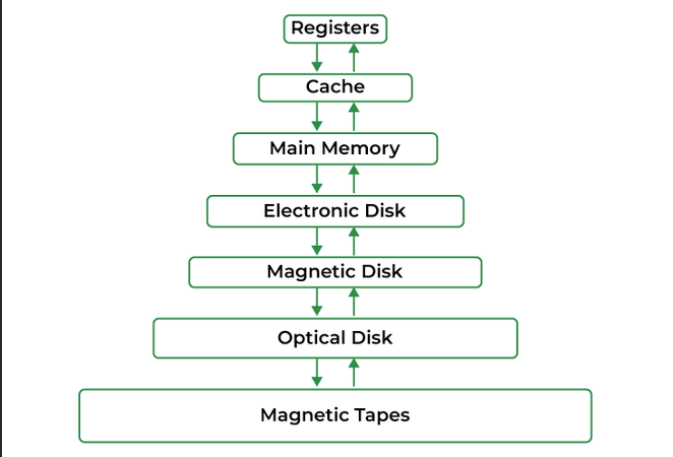 Registers
Cache
Main Memory
Electronic Disk
Magnetic Disk
Optical Disk
Magnetic Tapes